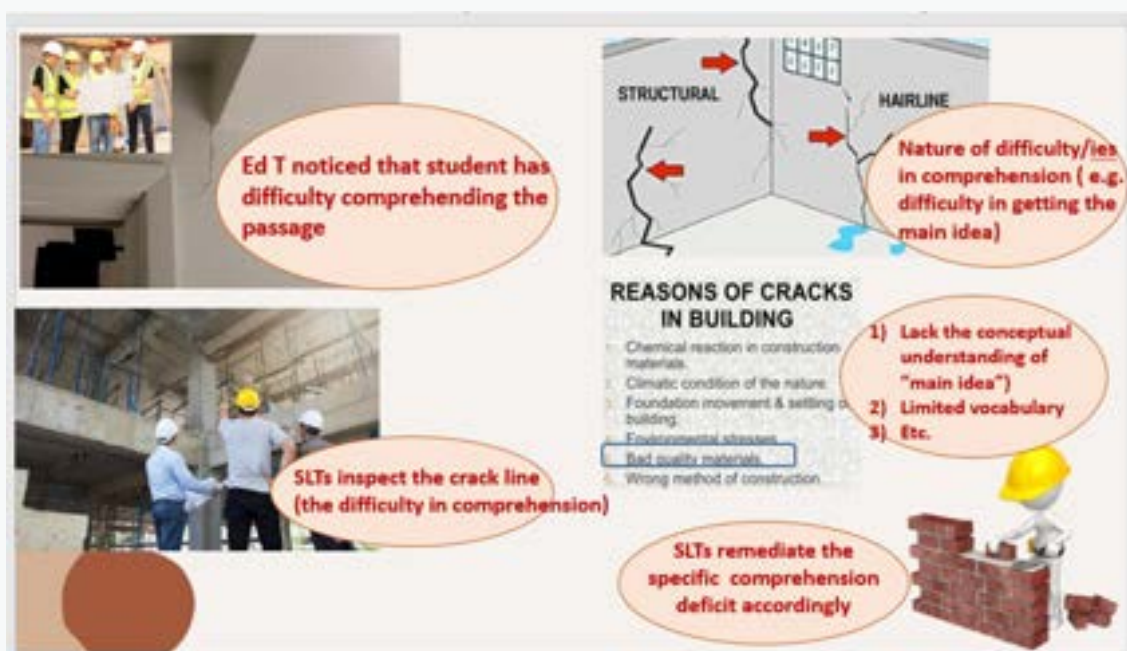 Ed T noticed that student has
difficulty comprehending the
passage
STRUCTURAL
HAIRLINE
Nature of difficulty/ies
in comprehension ( e.g.
difficulty in getting the
main idea)
SLTs inspect the crack line
(the difficulty in comprehension)
REASONS OF CRACKS
IN BUILDING
Chemical reaction in construction
materials.
Climatic condition of the nature.
Foundation movement & settling
building.
Environmental stresses
Bad quality materials
Wrong method of construction
1) Lack the conceptual
understanding of
"main idea")
2) Limited vocabulary
3) Etc.
SLTs remediate the
specific comprehension
deficit accordingly